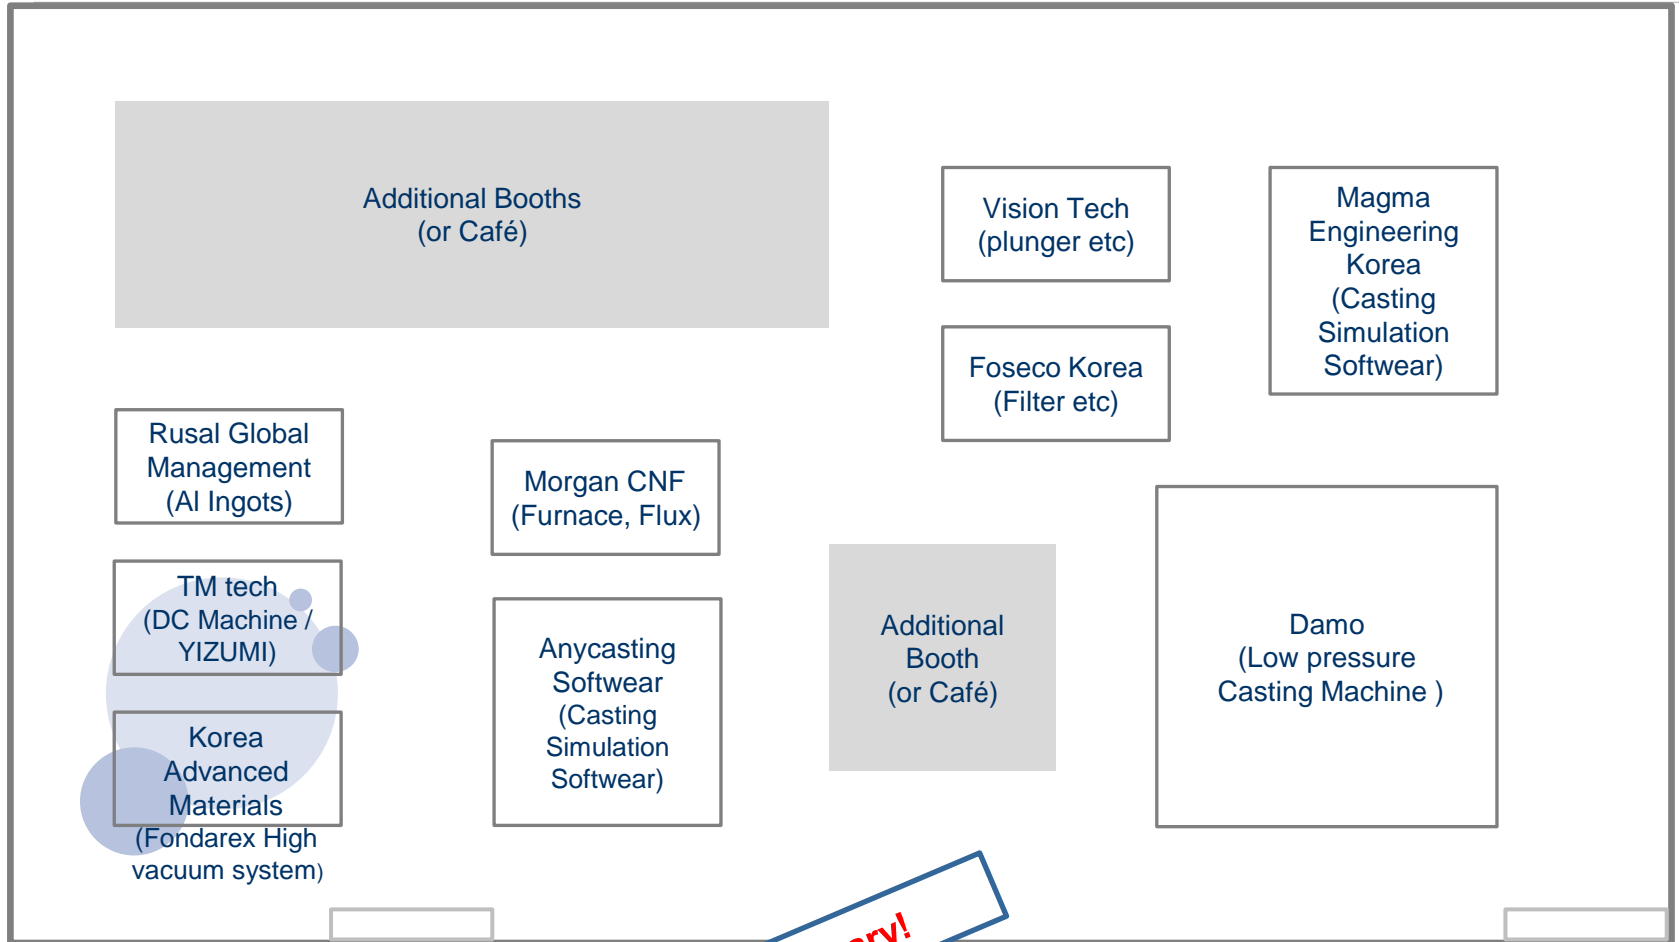 Additional Booths
(or Café)
Vision Tech
(plunger etc)
Magma
Engineering
Korea
(Casting
Simulation
Softwear)
Foseco Korea
(Filter etc)
Rusal Global
Management
(Al Ingots)
Morgan CNF
(Furnace, Flux)
TM tech
(DC Machine /
YIZUMI)
Anycasting
Softwear
(Casting
Simulation
Softwear)
Additional
Booth
(or Café)
Damo
(Low pressure
Casting Machine )
Korea
Advanced
Materials
(Fondarex High
vacuum system)